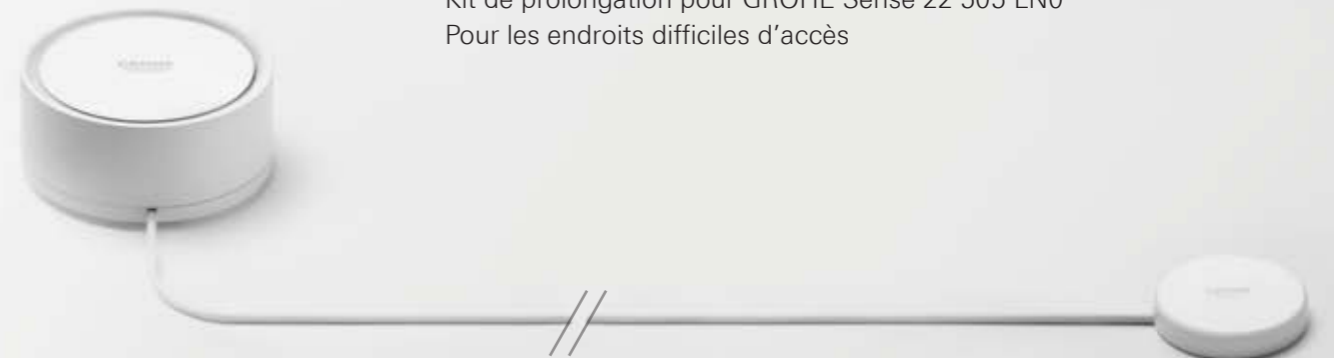 Kit de prolongation pour GROHE Sense 22 505 LN0
Pour les endroits difficiles d’accès